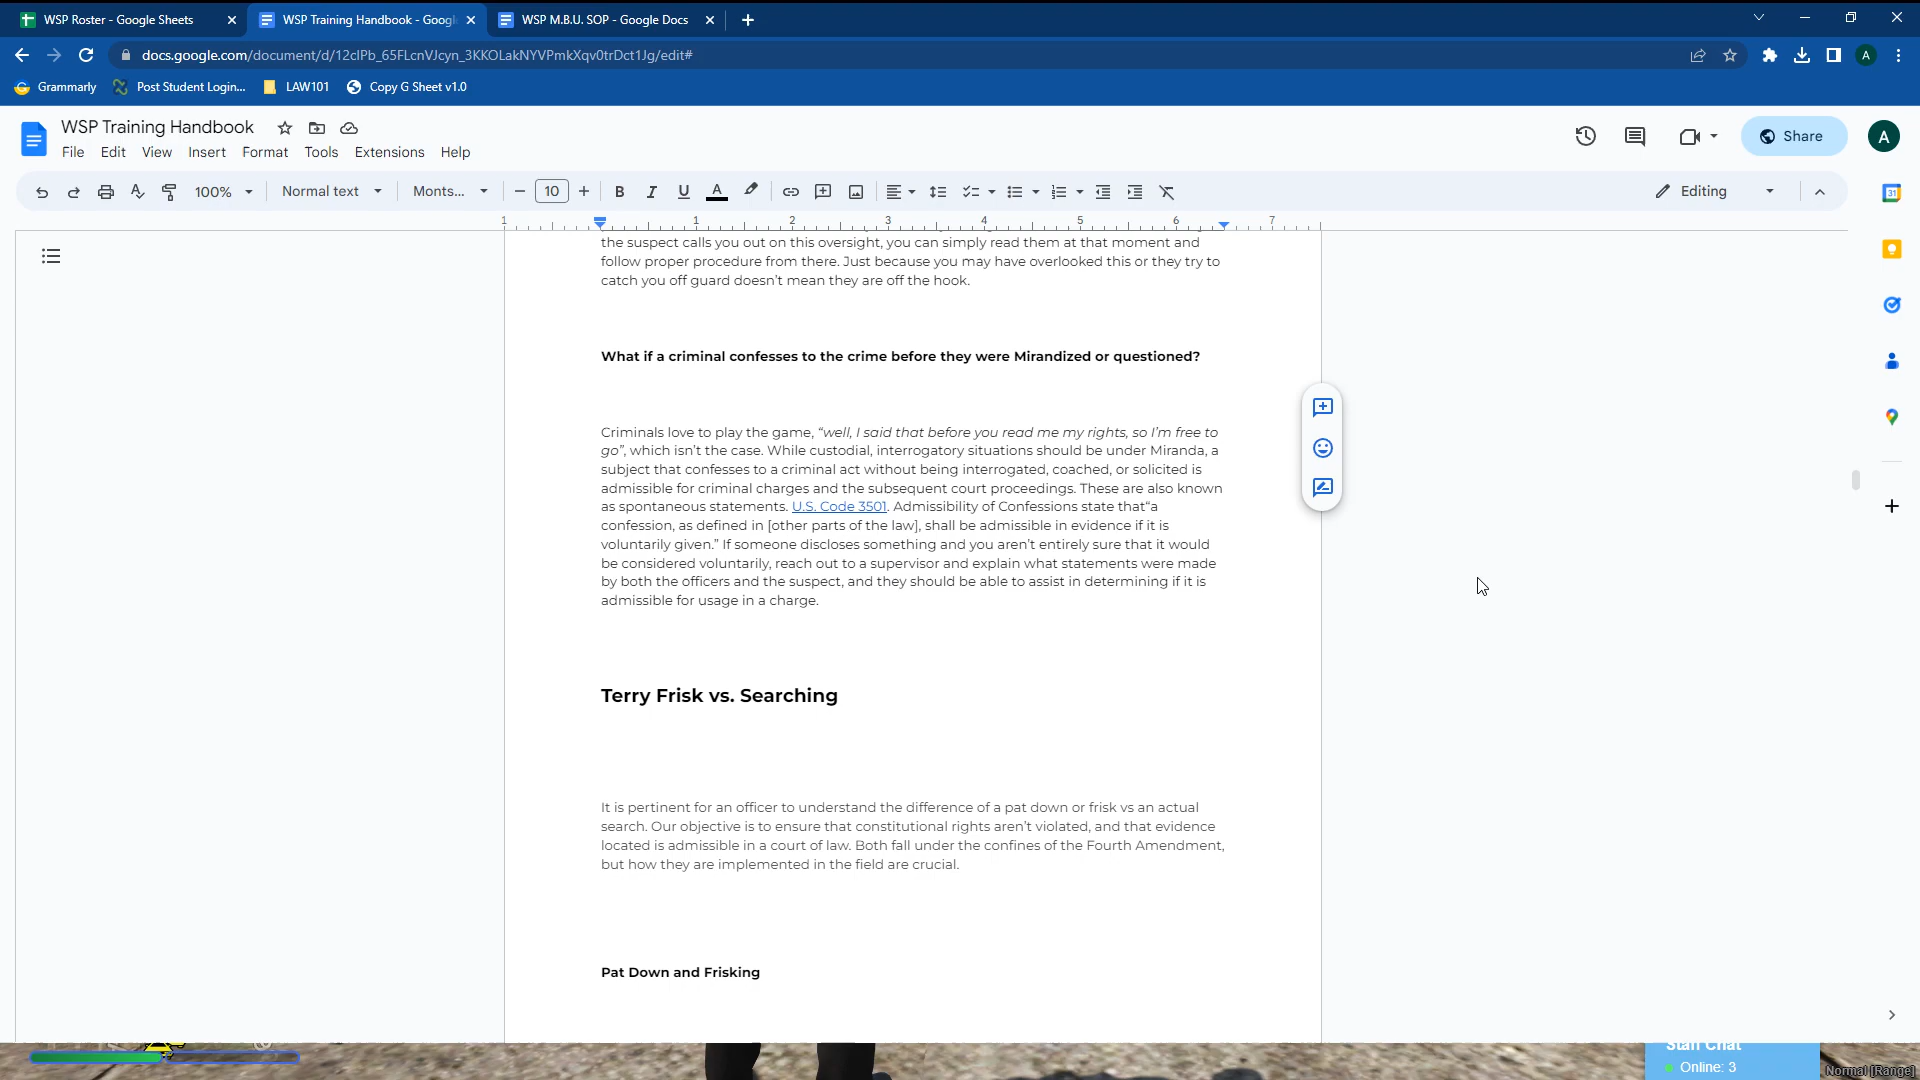 WSP Roster - Google Sheets
WSP Training Handbook - Googl
WSP M.B.U. SOP - Google Docs
docs.google.com/document/d/12clPb_65FLcnVJcyn_3KKOLakNYVPmkXqv0trDct1Jg/edit#
A
Grammarly
Post Student Login...
LAW101
Copy G Sheet v1.0
WSP Training Handbook
File Edit View Insert Format Tools Extensions Help
Share
A
100% Normal text Monts... 10 B I U A Editing
31
1 1 2 3 4 5 6 7
the suspect calls you out on this oversight, you can simply read them at that moment and
follow proper procedure from there. Just because you may have overlooked this or they try to
catch you off guard doesn't mean they are off the hook.
What if a criminal confesses to the crime before they were Mirandized or questioned?
Criminals love to play the game, “well, I said that before you read me my rights, so I’m free to
go”, which isn’t the case. While custodial, interrogatory situations should be under Miranda, a
subject that confesses to a criminal act without being interrogated, coached, or solicited is
admissible for criminal charges and the subsequent court proceedings. These are also known
as spontaneous statements. U.S. Code 3501. Admissibility of Confessions state that“a
confession, as defined in [other parts of the law], shall be admissible in evidence if it is
voluntarily given.” If someone discloses something and you aren’t entirely sure that it would
be considered voluntarily, reach out to a supervisor and explain what statements were made
by both the officers and the suspect, and they should be able to assist in determining if it is
admissible for usage in a charge.
Terry Frisk vs. Searching
It is pertinent for an officer to understand the difference of a pat down or frisk vs an actual
search. Our objective is to ensure that constitutional rights aren’t violated, and that evidence
located is admissible in a court of law. Both fall under the confines of the Fourth Amendment,
but how they are implemented in the field are crucial.
Pat Down and Frisking
Staff Chat
Online: 3
Normal [Range]